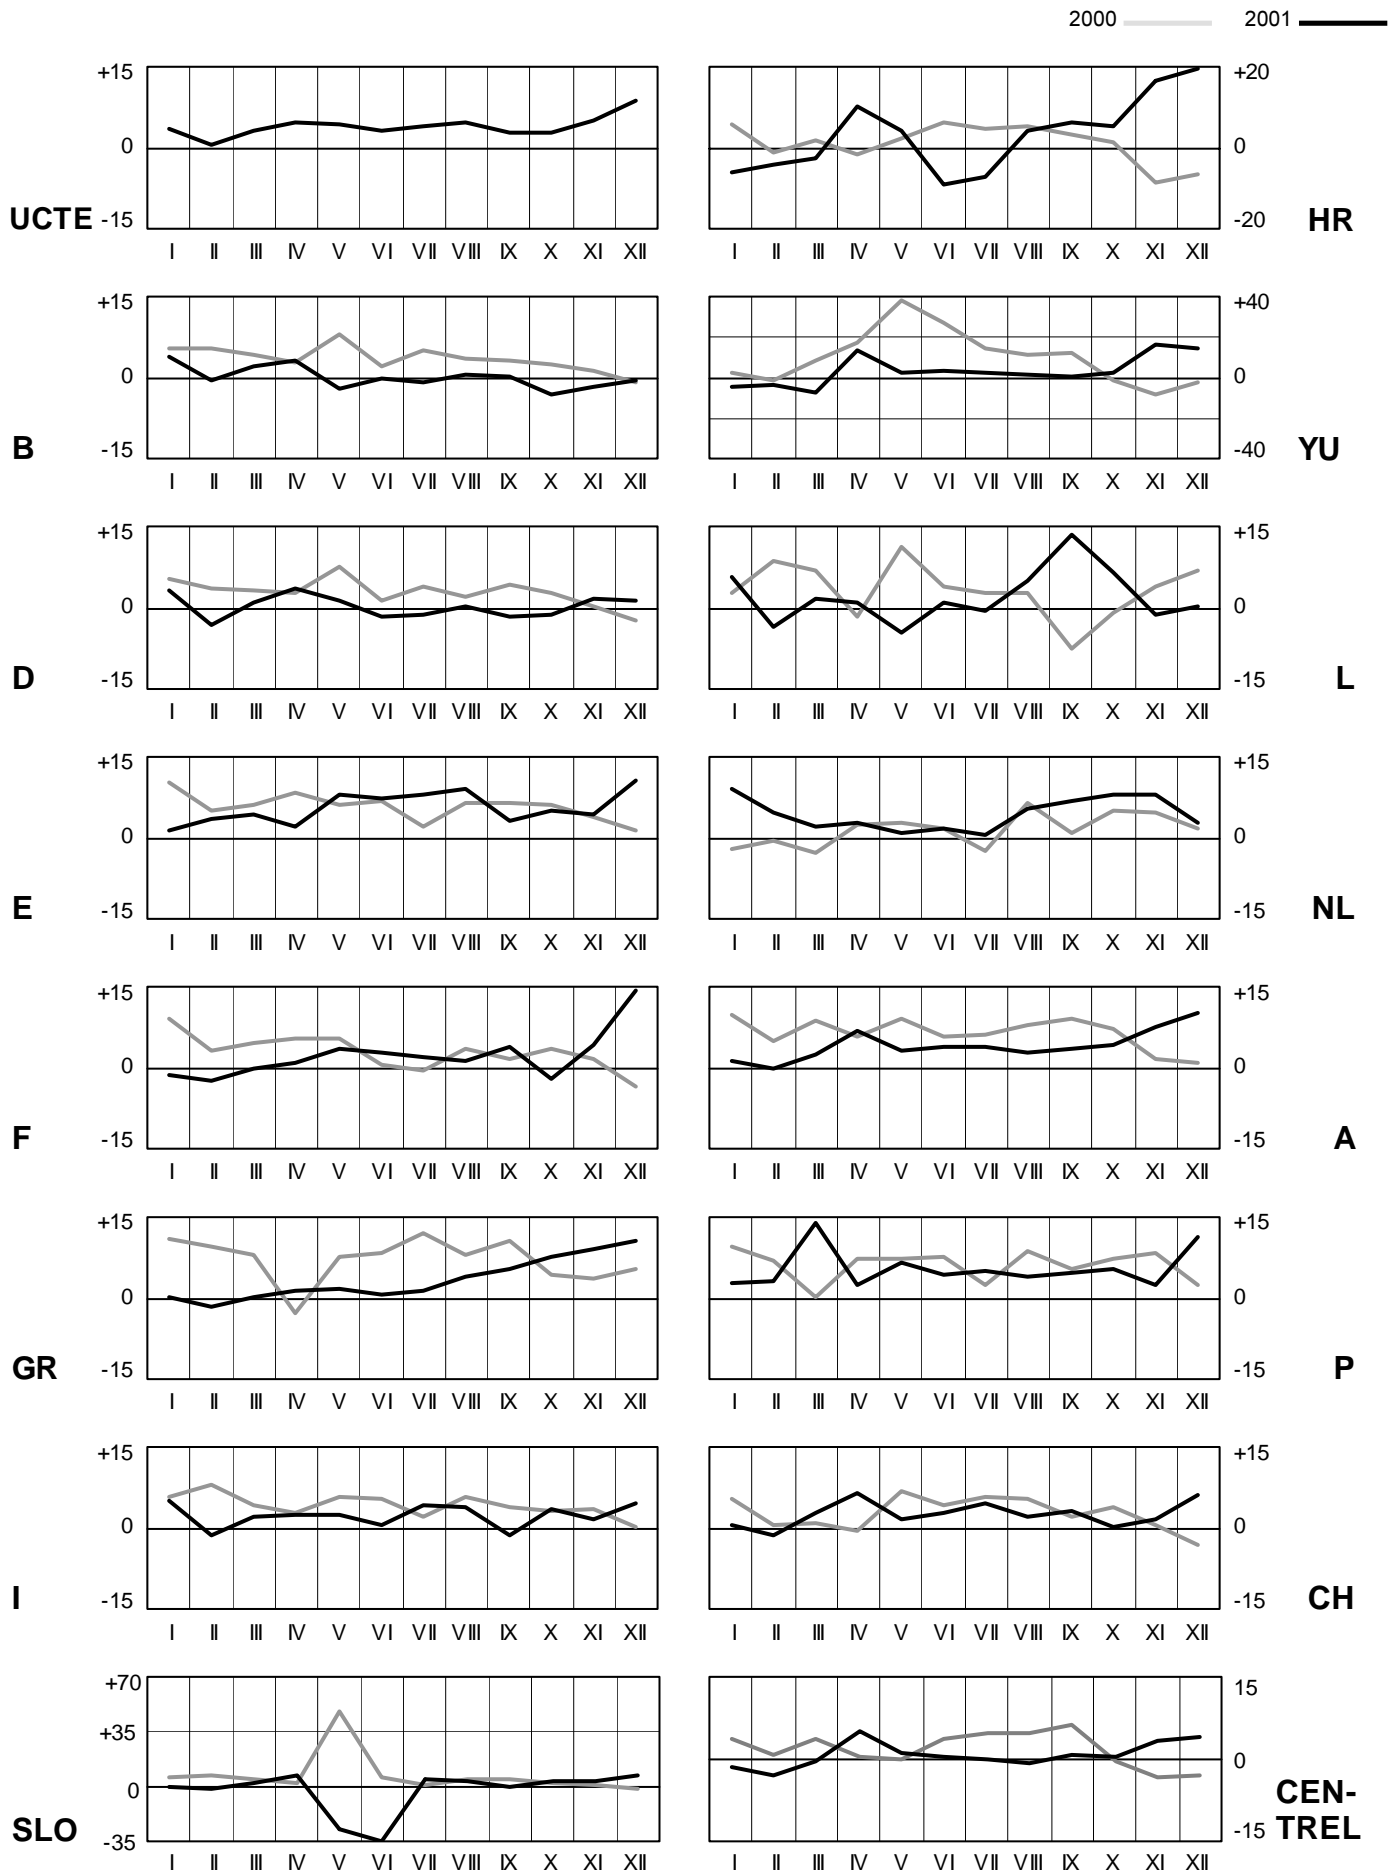 2000 2001
+15 +20
0 0
UCTE -15 -20 HR
I II III IV V VI VII VIII IX X XI XII I II III IV V VI VII VIII IX X XI XII
+15 +40
0 0
B -15 -40 YU
I II III IV V VI VII VIII IX X XI XII I II III IV V VI VII VIII IX X XI XII
+15 +15
0 0
D -15 -15 L
I II III IV V VI VII VIII IX X XI XII I II III IV V VI VII VIII IX X XI XII
+15 +15
0 0
E -15 -15 NL
I II III IV V VI VII VIII IX X XI XII I II III IV V VI VII VIII IX X XI XII
+15 +15
0 0
F -15 -15 A
I II III IV V VI VII VIII IX X XI XII I II III IV V VI VII VIII IX X XI XII
+15 +15
0 0
GR -15 -15 P
I II III IV V VI VII VIII IX X XI XII I II III IV V VI VII VIII IX X XI XII
+15 +15
0 0
I -15 -15 CH
I II III IV V VI VII VIII IX X XI XII I II III IV V VI VII VIII IX X XI XII
+70 15
+35
0 0
CEN-
SLO -35 -15 TREL
I II III IV V VI VII VIII IX X XI XII I II III IV V VI VII VIII IX X XI XII